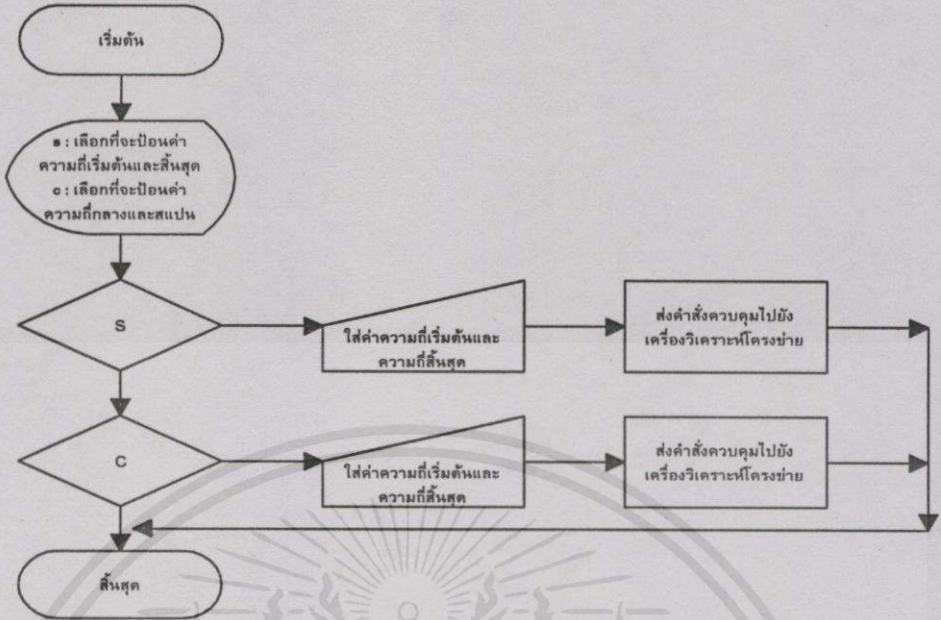 เริ่มต้น
s : เลือกที่จะป้อนค่า
ความถี่เริ่มต้นและสิ้นสุด
c : เลือกที่จะป้อนค่า
ความถี่กลางและสแปน
S
ใส่ค่าความถี่เริ่มต้นและ
ความถี่สิ้นสุด
ส่งคำสั่งควบคุมไปยัง
เครื่องวิเคราะห์โครงข่าย
C
ใส่ค่าความถี่เริ่มต้นและ
ความถี่สิ้นสุด
ส่งคำสั่งควบคุมไปยัง
เครื่องวิเคราะห์โครงข่าย
สิ้นสุด